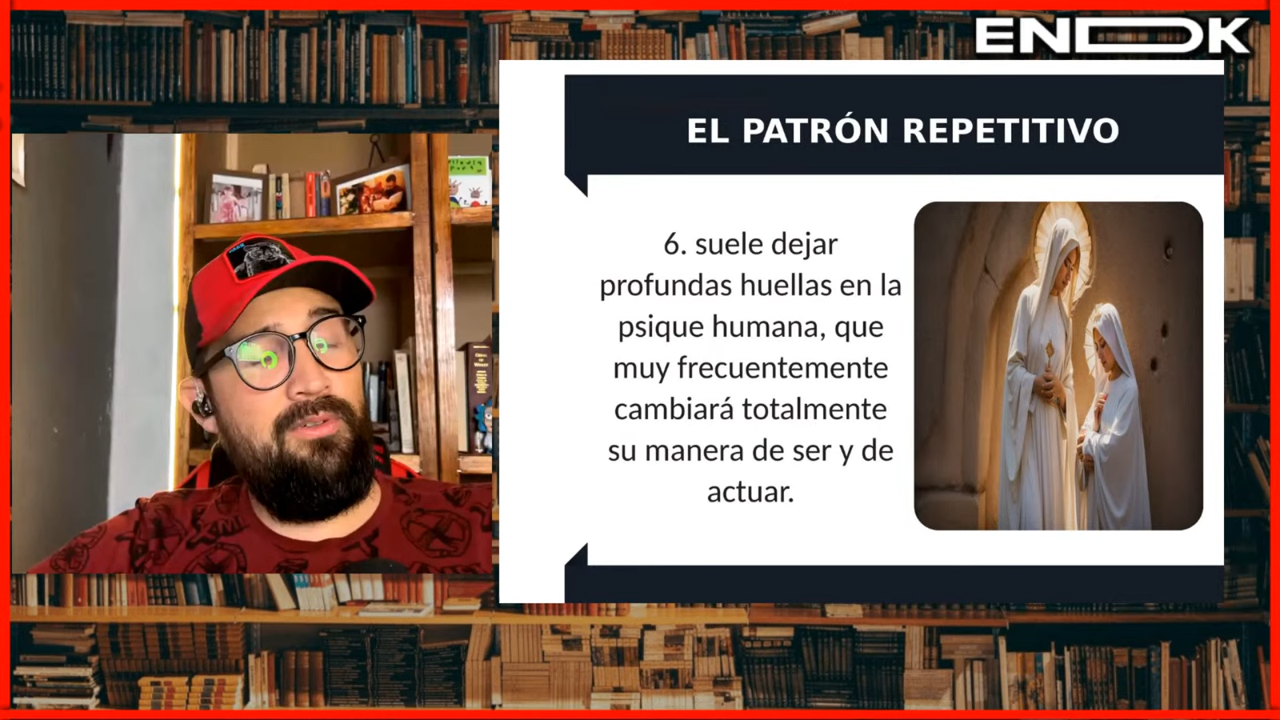 ENDOK
EL PATRÓN REPETITIVO
6. suele dejar
profundas huellas en la
psique humana, que
muy frecuentemente
cambiará totalmente
su manera de ser y de
actuar.